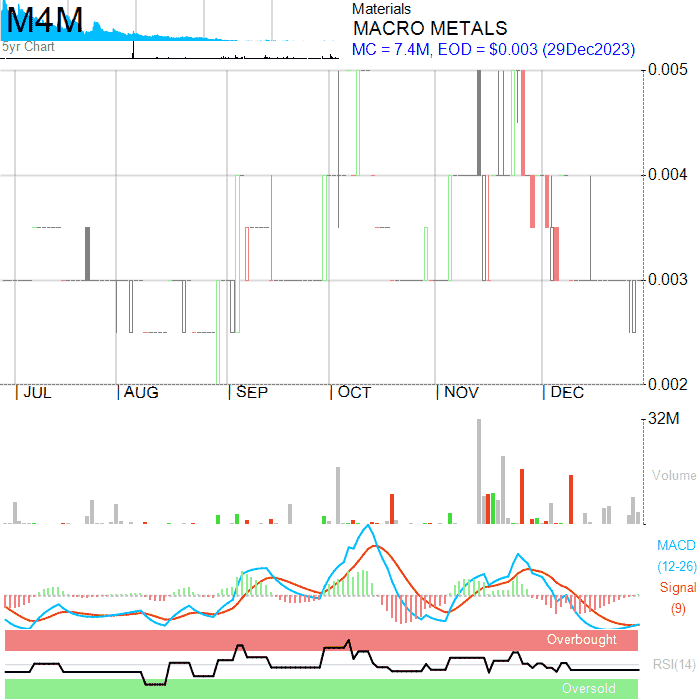 M4M
5yr Chart
Materials
MACRO METALS
MC = 7.4M, EOD = $0.003 (29Dec2023)
0.005
0.004
0.003
0.002
| JUL | AUG | SEP | OCT | NOV | DEC
32M
Volume
MACD
(12-26)
Signal
(9)
Overbought
RSI(14)
Oversold